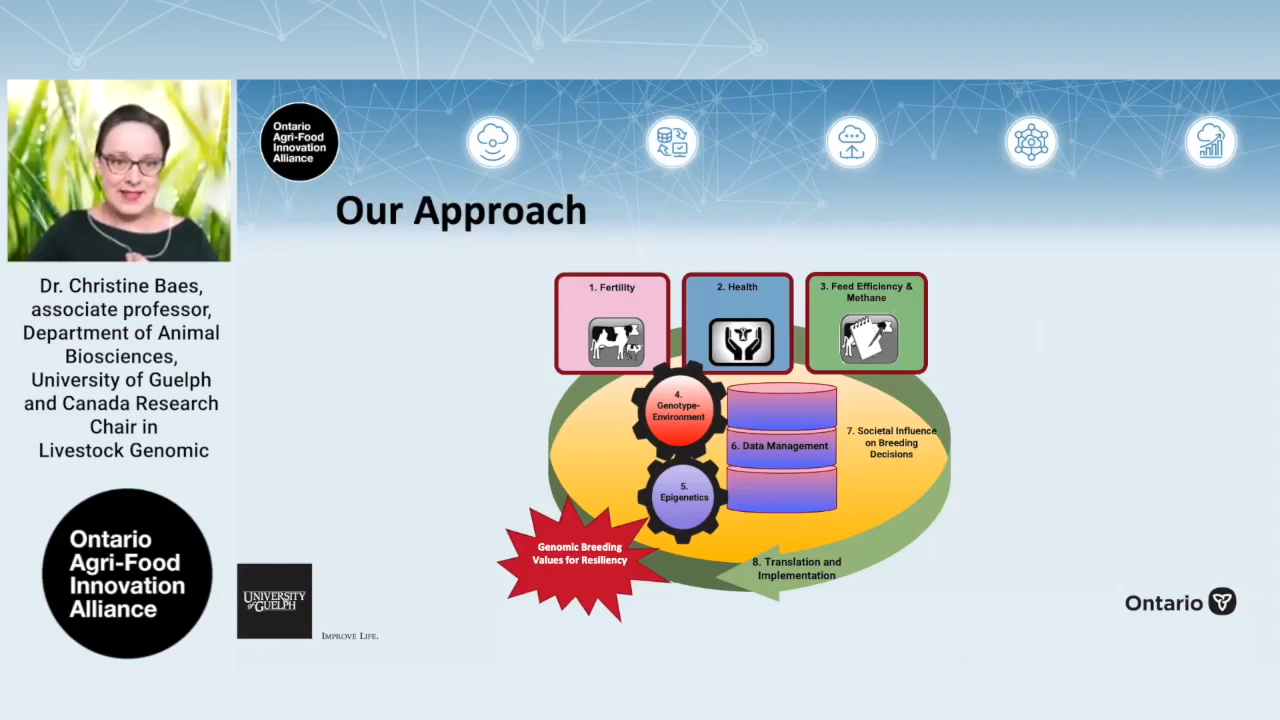 Ontario
Agri-Food
Innovation
Alliance
Our Approach
Dr. Christine Baes,
associate professor,
Department of Animal
Biosciences,
University of Guelph
and Canada Research
Chair in
Livestock Genomic
Ontario
Agri-Food
Innovation
Alliance
1. Fertility
2. Health
3. Feed Efficiency &
Methane
4.
Genotype-
Environment
5.
Epigenetics
6. Data Management
7. Societal Influence
on Breeding
Decisions
Genomic Breeding
Values for Resiliency
8. Translation and
Implementation
UNIVERSITY
of GUELPH
IMPROVE LIFE.
Ontario